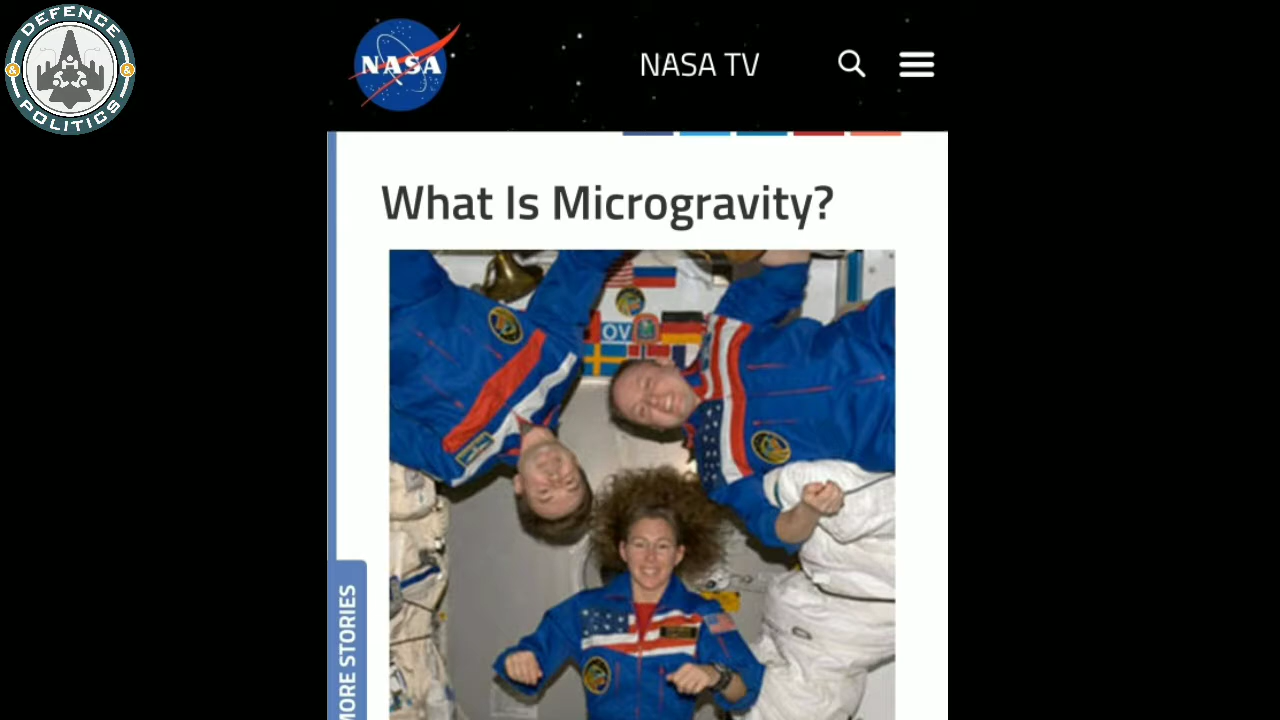 DEFENCE
& &
POLITICS
NASA
NASA TV
What Is Microgravity?
OV
MORE STORIES